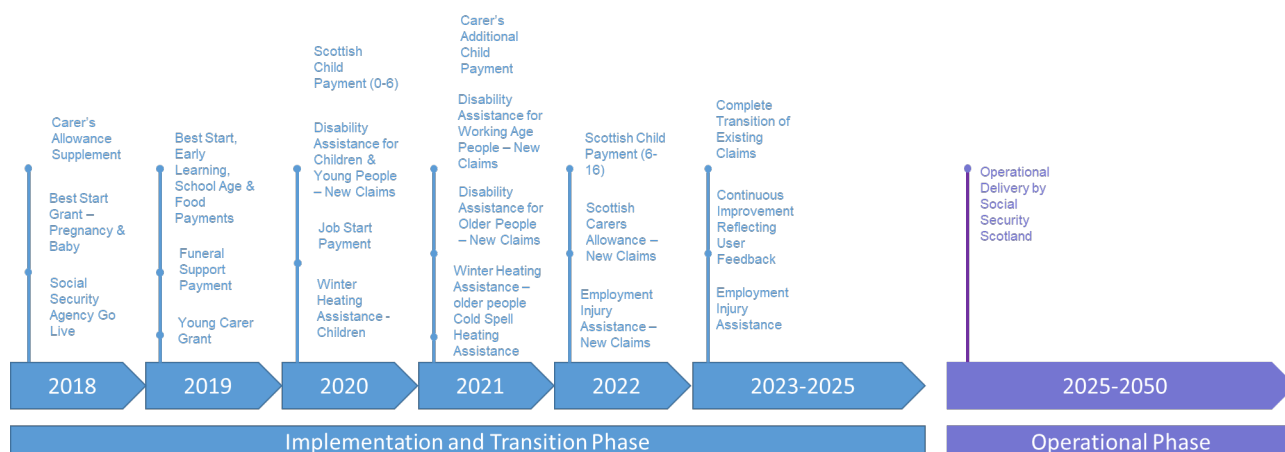 Carer's
Allowance
Supplement
Best Start
Grant –
Pregnancy &
Baby
Social
Security
Agency Go
Live
Best Start,
Early
Learning,
School Age &
Food
Payments
Funeral
Support
Payment
Young Carer
Grant
Scottish
Child
Payment (0-6)
Disability
Assistance for
Children &
Young People
– New Claims
Job Start
Payment
Winter
Heating
Assistance -
Children
Carer's
Additional
Child
Payment
Disability
Assistance for
Working Age
People – New
Claims
Disability
Assistance for
Older People
– New Claims
Winter Heating
Assistance –
older people
Cold Spell
Heating
Assistance
Scottish Child
Payment (6-
16)
Scottish
Carers
Allowance –
New Claims
Employment
Injury
Assistance –
New Claims
Complete
Transition of
Existing
Claims
Continuous
Improvement
Reflecting
User
Feedback
Employment
Injury
Assistance
Operational
Delivery by
Social
Security
Scotland
2018
2019
2020
2021
2022
2023-2025
2025-2050
Implementation and Transition Phase
Operational Phase